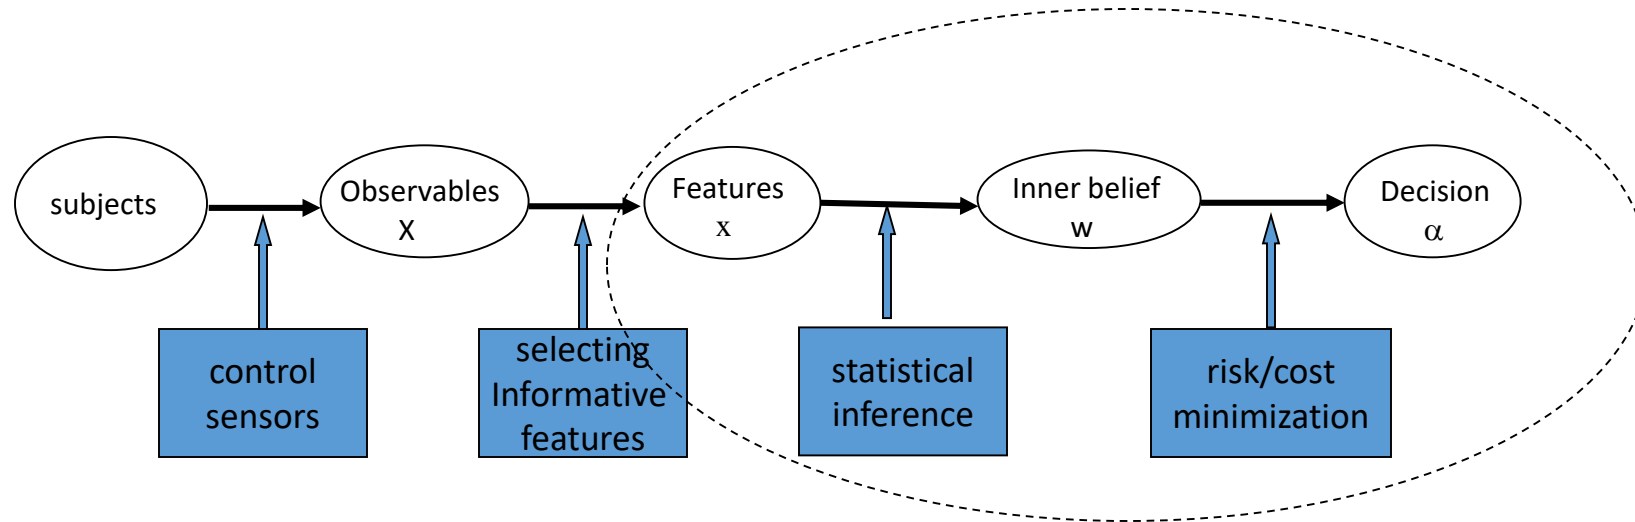 subjects
Observables
X
Features
x
Inner belief
w
Decision
α
control
sensors
selecting
Informative
features
statistical
inference
risk/cost
minimization